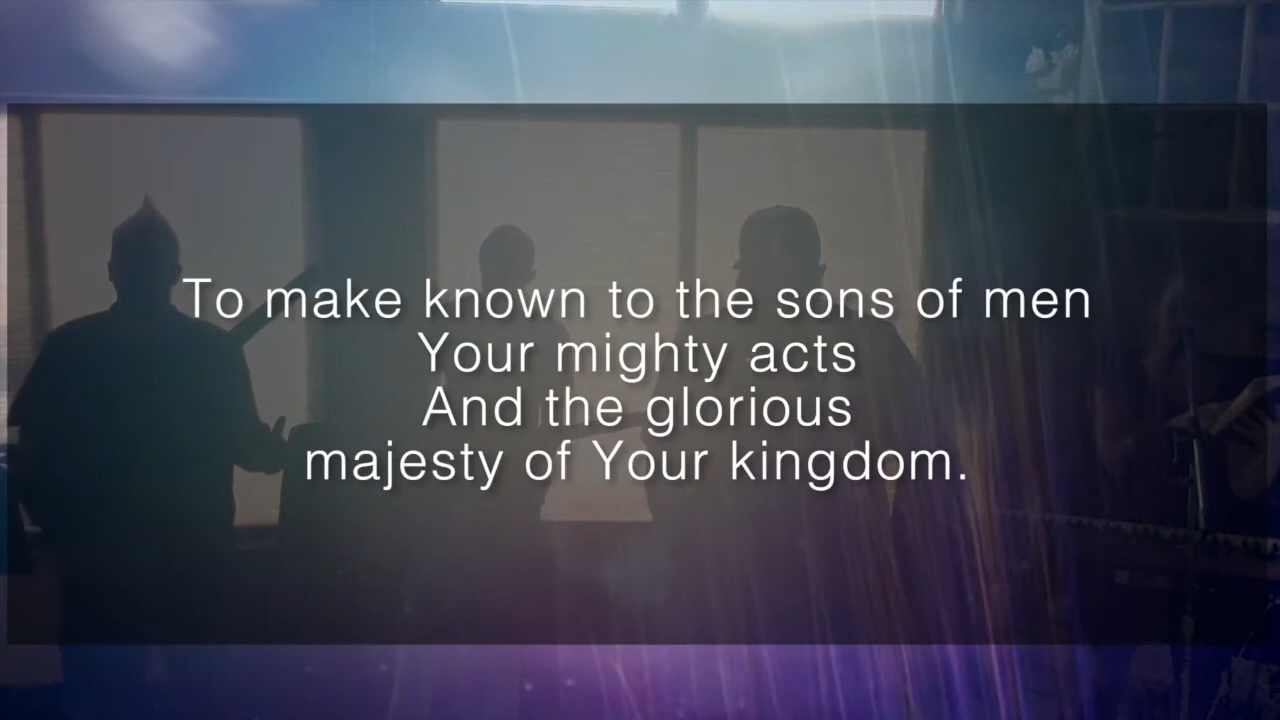 To make known to the sons of men
Your mighty acts
And the glorious
majesty of Your kingdom.